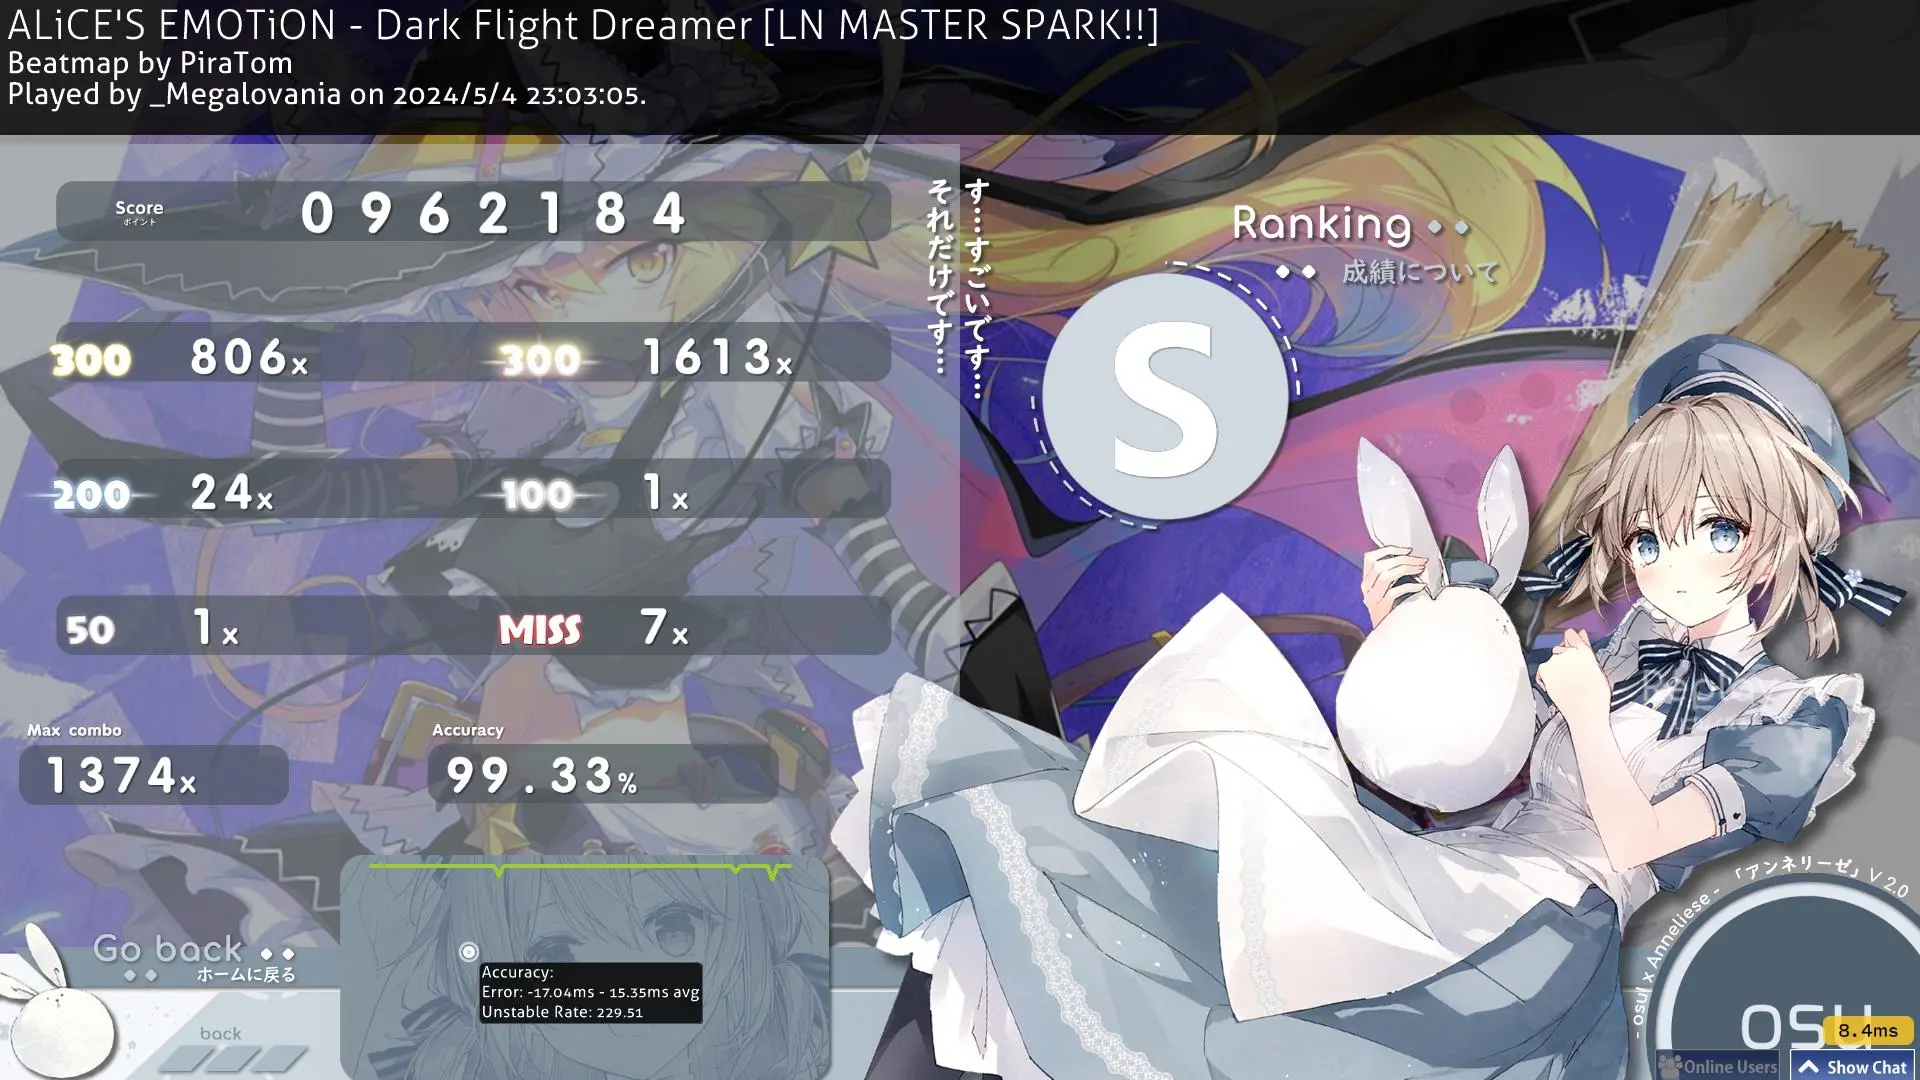 ALiCE'S EMOTiON - Dark Flight Dreamer [LN MASTER SPARK!!]
Beatmap by PiraTom
Played by _Megalovania on 2024/5/4 23:03:05.
Score
ポイント
0962184
す…すごいです…
それだけです…
Ranking
成績について
S
300 806x
300 1613x
200 24x
100 1x
50 1x
MISS 7x
Max combo
1374x
Accuracy
99.33%
Accuracy:
Error: -17.04ms - 15.35ms avg
Unstable Rate: 229.51
Go back
ホームに戻る
back
- osu! x Anneliese - 「アンネリーゼ」 V 2.0
osu
8.4ms
Online Users
Show Chat